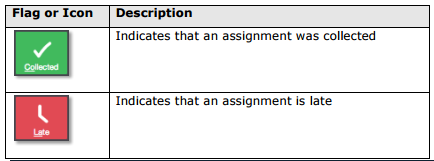 Flag or Icon Description
Indicates that an assignment was collected
Collected
Indicates that an assignment is late
Late